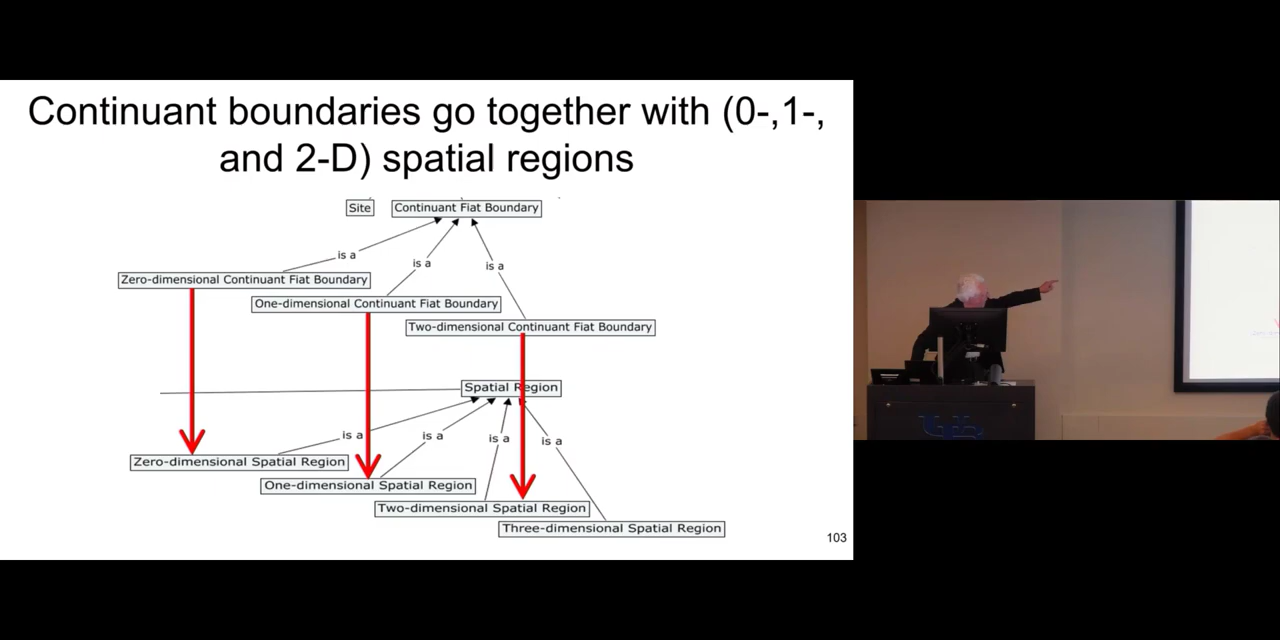 Continuant boundaries go together with (0-,1-,
and 2-D) spatial regions
Site
Continuant Fiat Boundary
is a
is a
is a
Zero-dimensional Continuant Fiat Boundary
One-dimensional Continuant Fiat Boundary
Two-dimensional Continuant Fiat Boundary
Spatial Region
is a
is a
is a
is a
Zero-dimensional Spatial Region
One-dimensional Spatial Region
Two-dimensional Spatial Region
Three-dimensional Spatial Region
103